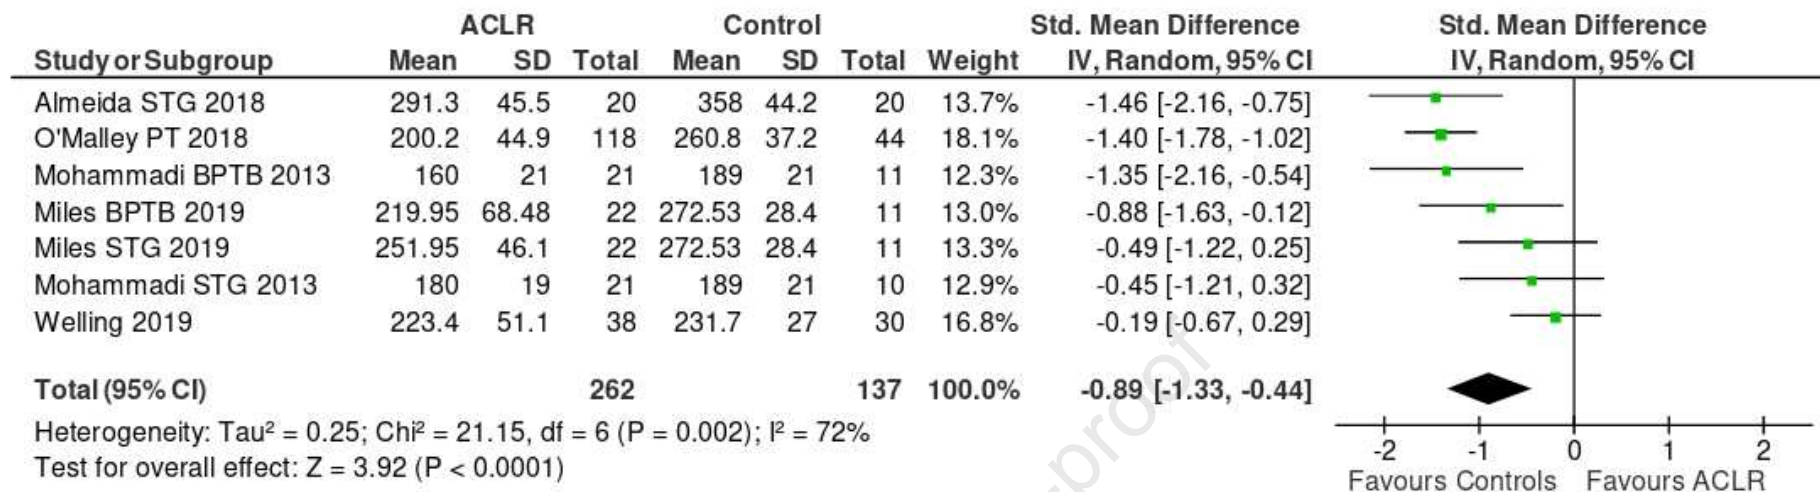 ACLR Control Std. Mean Difference Std. Mean Difference
Study or Subgroup Mean SD Total Mean SD Total Weight IV, Random, 95% CI IV, Random, 95% CI
Almeida STG 2018 291.3 45.5 20 358 44.2 20 13.7% -1.46 [-2.16, -0.75]
O'Malley PT 2018 200.2 44.9 118 260.8 37.2 44 18.1% -1.40 [-1.78, -1.02]
Mohammadi BPTB 2013 160 21 21 189 21 11 12.3% -1.35 [-2.16, -0.54]
Miles BPTB 2019 219.95 68.48 22 272.53 28.4 11 13.0% -0.88 [-1.63, -0.12]
Miles STG 2019 251.95 46.1 22 272.53 28.4 11 13.3% -0.49 [-1.22, 0.25]
Mohammadi STG 2013 180 19 21 189 21 10 12.9% -0.45 [-1.21, 0.32]
Welling 2019 223.4 51.1 38 231.7 27 30 16.8% -0.19 [-0.67, 0.29]
Total (95% CI) 262 137 100.0% -0.89 [-1.33, -0.44]
Heterogeneity: Tau² = 0.25; Chi² = 21.15, df = 6 (P = 0.002); I² = 72%
Test for overall effect: Z = 3.92 (P < 0.0001)
-2 -1 0 1 2
Favours Controls Favours ACLR
proof